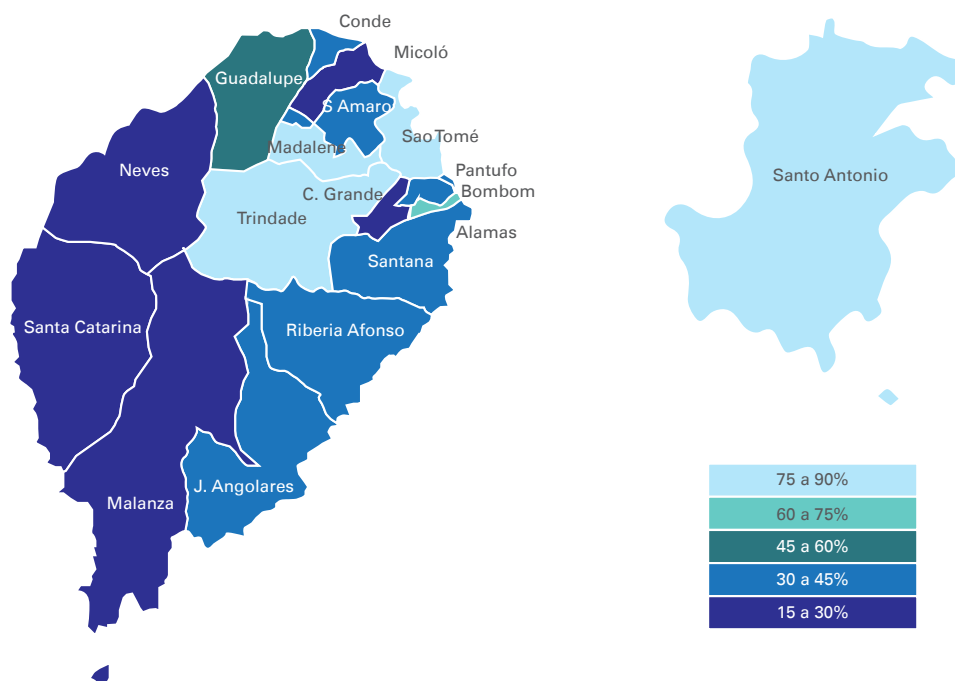 Conde
Micoló
Guadalupe
S Amaro
Sao Tomé
Madalene
Neves
Pantufo
C. Grande
Bombom
Santo Antonio
Trindade
Alamas
Santana
Santa Catarina
Riberia Afonso
J. Angolares
Malanza
75 a 90%
60 a 75%
45 a 60%
30 a 45%
15 a 30%